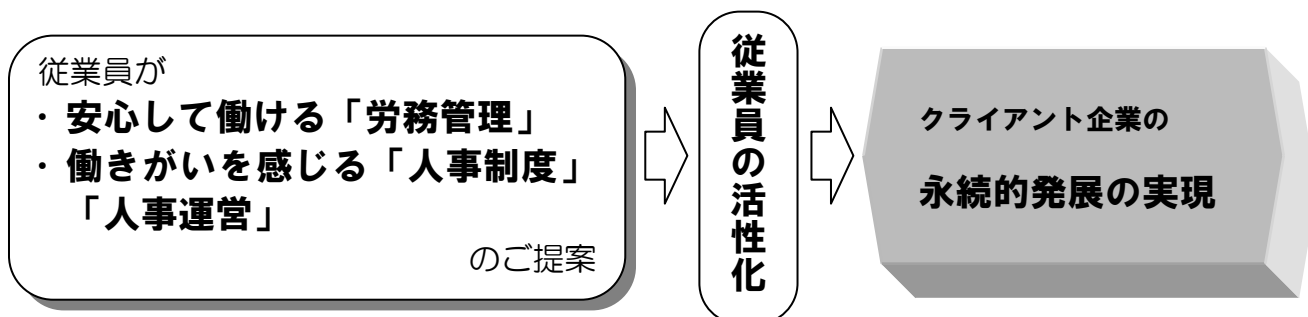 従業員が
・安心して働ける「労務管理」
・働きがいを感じる「人事制度」
「人事運営」
のご提案
従業員の活性化
クライアント企業の
永続的発展の実現